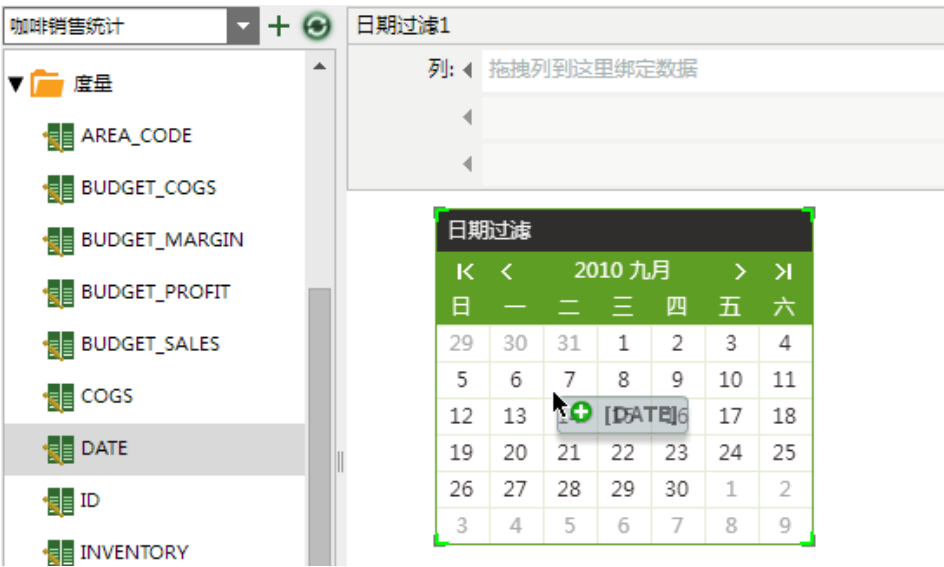 咖啡销售统计
度量
AREA_CODE
BUDGET_COGS
BUDGET_MARGIN
BUDGET_PROFIT
BUDGET_SALES
COGS
DATE
ID
INVENTORY
日期过滤1
列: 拖拽列到这里绑定数据
日期过滤
2010 九月
日 一 二 三 四 五 六
29 30 31 1 2 3 4
5 6 7 8 9 10 11
12 13 [DATE] 17 18
19 20 21 22 23 24 25
26 27 28 29 30 1 2
3 4 5 6 7 8 9